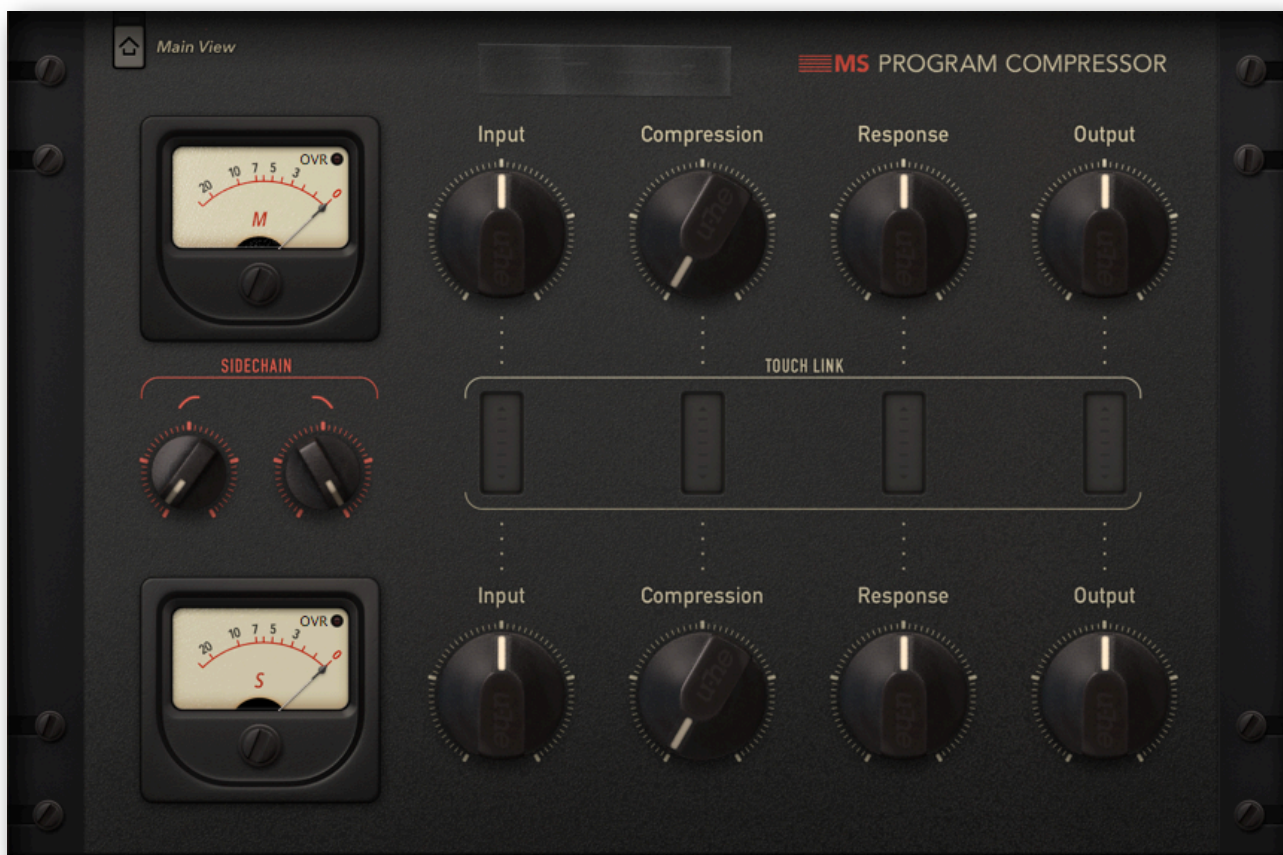 Main View
MS PROGRAM COMPRESSOR
Input Compression Response Output
OVR
20 10 7 5 3 0
M
SIDECHAIN
TOUCH LINK
Input Compression Response Output
OVR
20 10 7 5 3 0
S